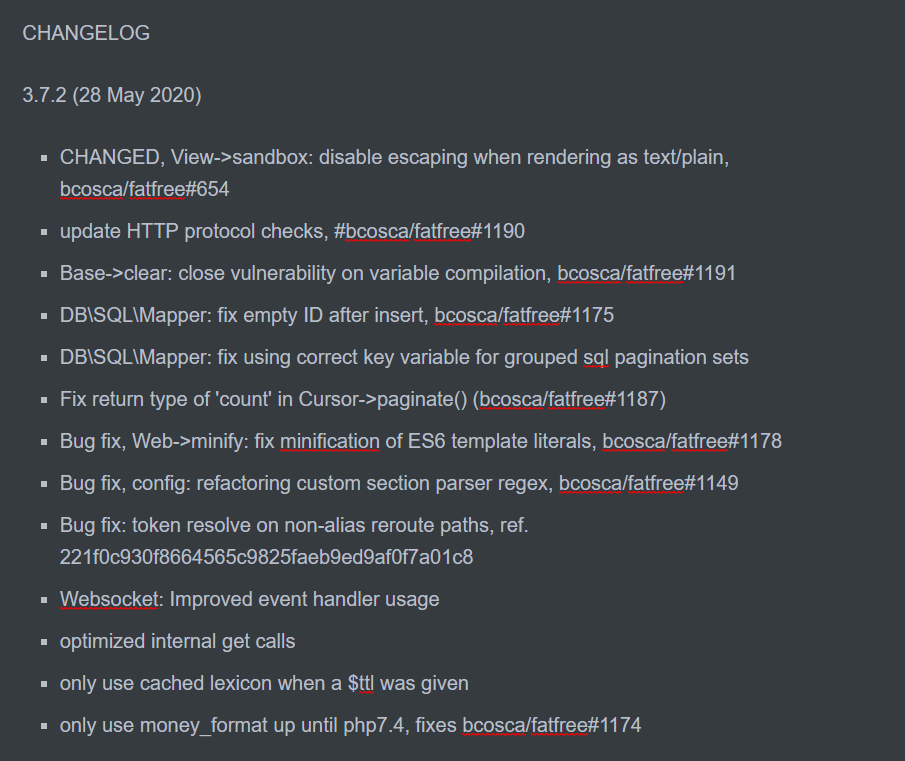 CHANGELOG
3.7.2 (28 May 2020)
CHANGED, View->sandbox: disable escaping when rendering as text/plain,
bcosca/fatfree#654
update HTTP protocol checks, #bcosca/fatfree#1190
Base->clear: close vulnerability on variable compilation, bcosca/fatfree#1191
DB\SQL\Mapper: fix empty ID after insert, bcosca/fatfree#1175
DB\SQL\Mapper: fix using correct key variable for grouped sql pagination sets
Fix return type of 'count' in Cursor->paginate() (bcosca/fatfree#1187)
Bug fix, Web->minify: fix minification of ES6 template literals, bcosca/fatfree#1178
Bug fix, config: refactoring custom section parser regex, bcosca/fatfree#1149
Bug fix: token resolve on non-alias reroute paths, ref.
221f0c930f8664565c9825faeb9ed9af0f7a01c8
Websocket: Improved event handler usage
optimized internal get calls
only use cached lexicon when a $ttl was given
only use money_format up until php7.4, fixes bcosca/fatfree#1174